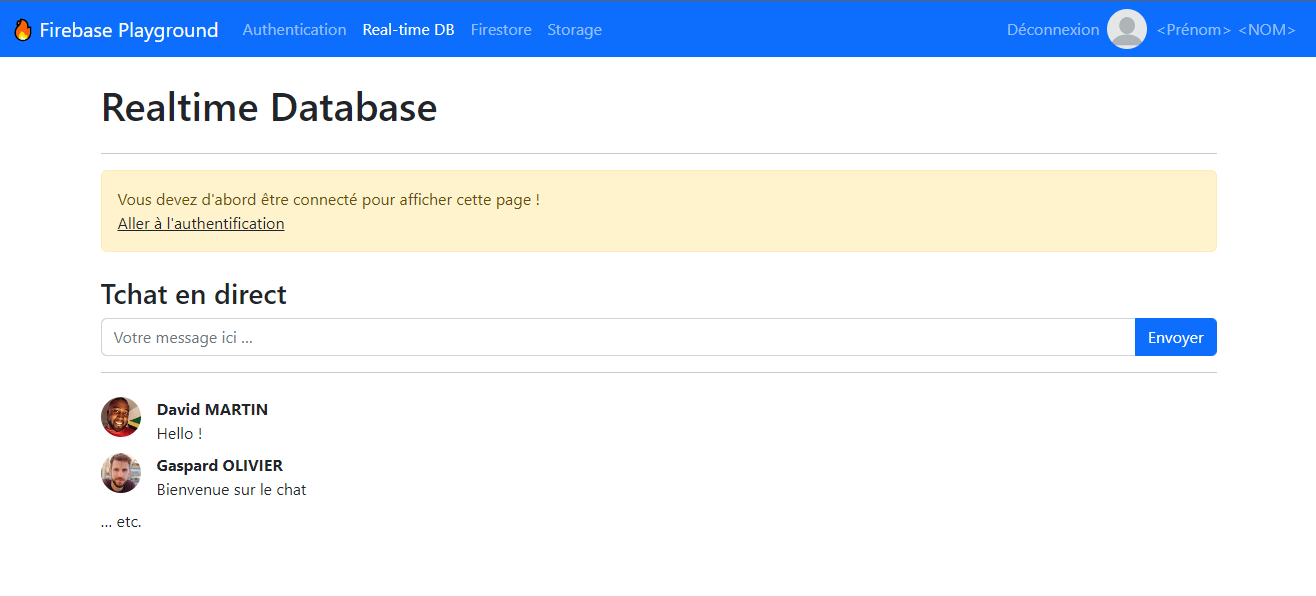 Firebase Playground Authentication Real-time DB Firestore Storage Déconnexion <Prénom> <NOM>
Realtime Database
Vous devez d'abord être connecté pour afficher cette page !
Aller à l'authentification
Tchat en direct
Votre message ici ... Envoyer
David MARTIN
Hello !
Gaspard OLIVIER
Bienvenue sur le chat
... etc.